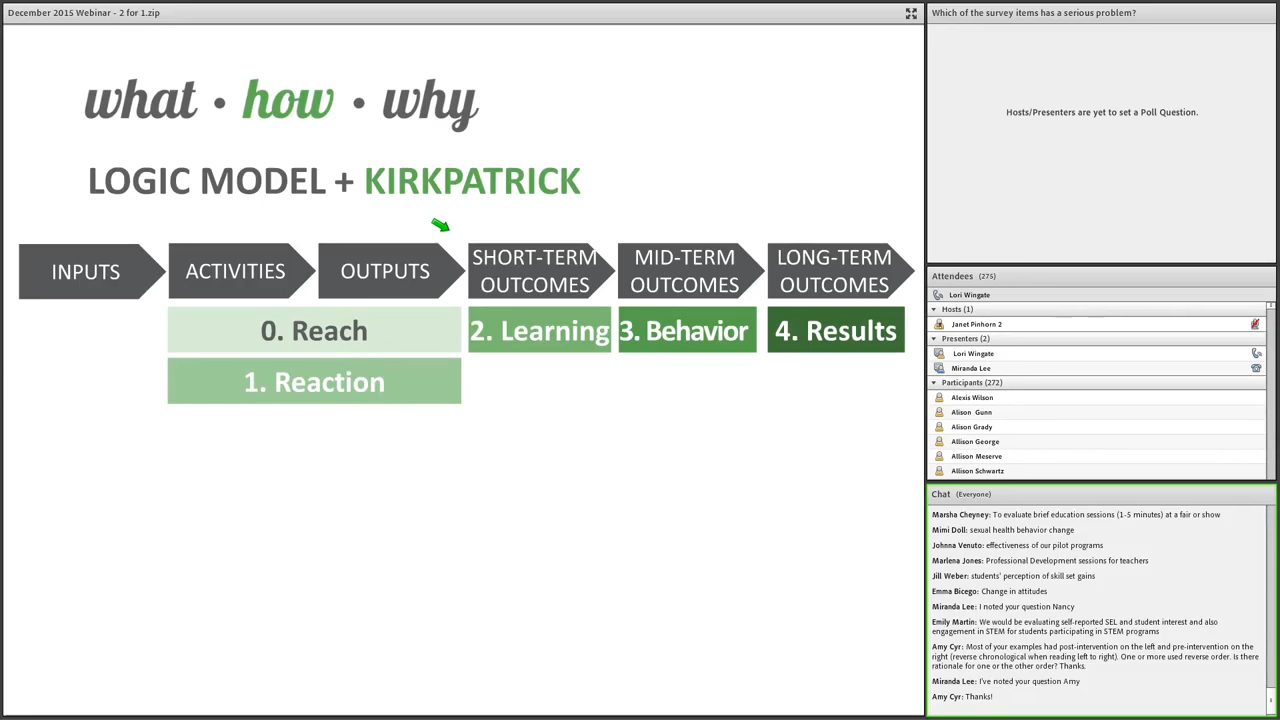 December 2015 Webinar - 2 for 1.zip
what • how • why
LOGIC MODEL + KIRKPATRICK
INPUTS
ACTIVITIES
OUTPUTS
SHORT-TERM
OUTCOMES
MID-TERM
OUTCOMES
LONG-TERM
OUTCOMES
0. Reach
2. Learning
3. Behavior
4. Results
1. Reaction
Which of the survey items has a serious problem?
Hosts/Presenters are yet to set a Poll Question.
Attendees (275)
Lori Wingate
Hosts (1)
Janet Pinhorn 2
Presenters (2)
Lori Wingate
Miranda Lee
Participants (272)
Alexis Wilson
Alison Gunn
Alison Grady
Allison George
Allison Meserve
Allison Schwartz
Chat (Everyone)
Marsha Cheyney: To evaluate brief education sessions (1-5 minutes) at a fair or show
Mimi Doll: sexual health behavior change
Johnna Venuto: effectiveness of our pilot programs
Marlena Jones: Professional Development sessions for teachers
Jill Weber: students' perception of skill set gains
Emma Bicego: Change in attitudes
Miranda Lee: I noted your question Nancy
Emily Martin: We would be evaluating self-reported SEL and student interest and also
engagement in STEM for students participating in STEM programs
Amy Cyr: Most of your examples had post-intervention on the left and pre-intervention on the
right (reverse chronological when reading left to right). One or more used reverse order. Is there
rationale for one or the other order? Thanks.
Miranda Lee: I've noted your question Amy
Amy Cyr: Thanks!